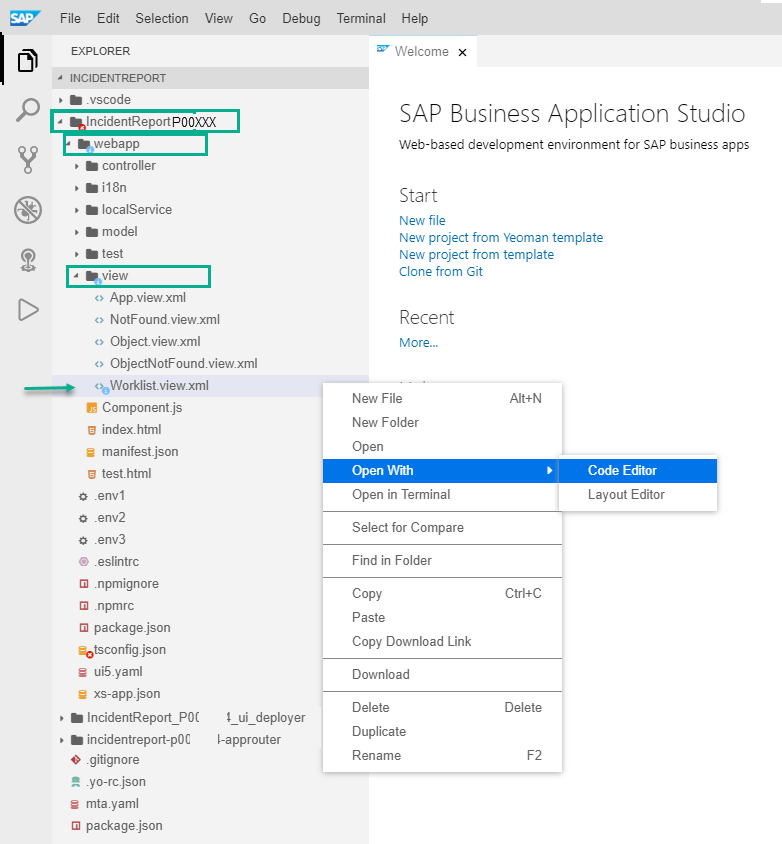 SAP File Edit Selection View Go Debug Terminal Help
EXPLORER
INCIDENTREPORT
.vscode
IncidentReport P00XXX
webapp
controller
i18n
localService
model
test
view
App.view.xml
NotFound.view.xml
Object.view.xml
ObjectNotFound.view.xml
Worklist.view.xml
Component.js
index.html
manifest.json
test.html
.env1
.env2
.env3
.eslintrc
.npmignore
.npmrc
package.json
tsconfig.json
ui5.yaml
xs-app.json
IncidentReport_P00 4_ui_deployer
incidentreport-p00 4-approuter
.gitignore
.yo-rc.json
mta.yaml
package.json
Welcome
SAP Business Application Studio
Web-based development environment for SAP business apps
Start
New file
New project from Yeoman template
New project from template
Clone from Git
Recent
More...
New File Alt+N
New Folder
Open
Open With
Open in Terminal
Select for Compare
Find in Folder
Copy Ctrl+C
Paste
Copy Download Link
Download
Delete Delete
Duplicate
Rename F2
Code Editor
Layout Editor